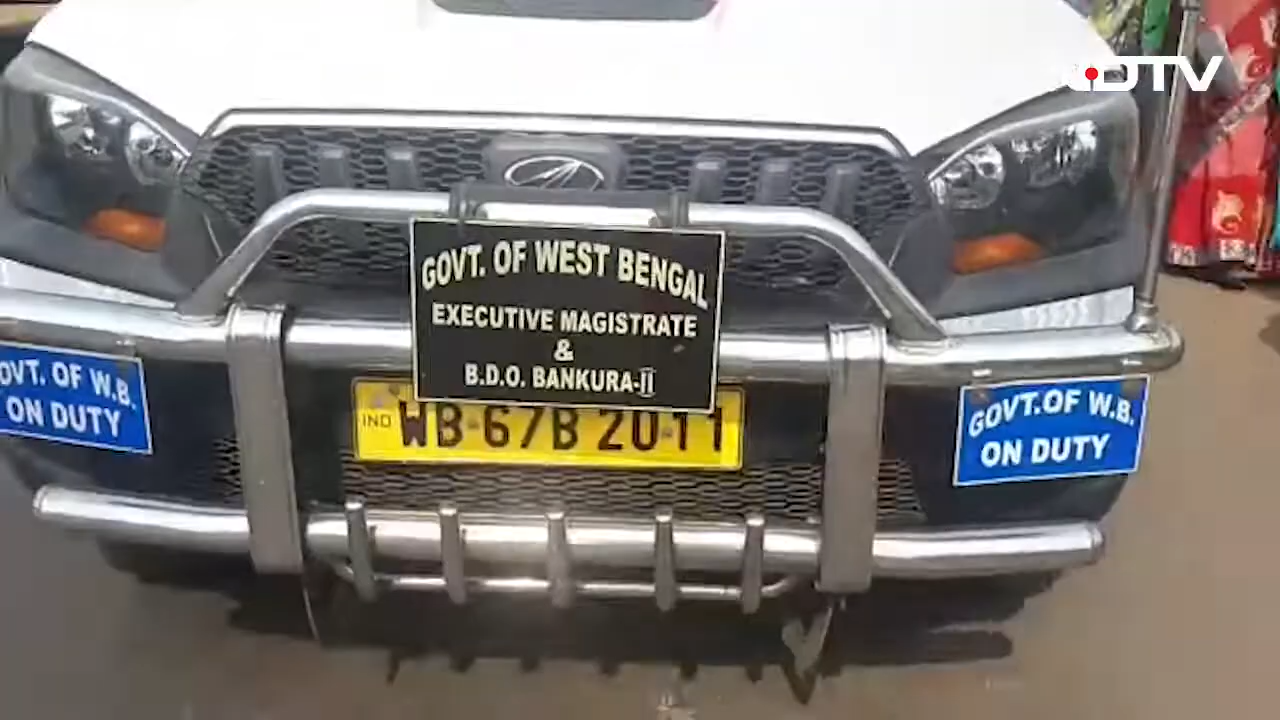 NDTV
GOVT. OF WEST BENGAL
EXECUTIVE MAGISTRATE
&
B.D.O. BANKURA-II
OVT. OF W.B.
ON DUTY
IND WB 67B 2011
GOVT.OF W.B.
ON DUTY